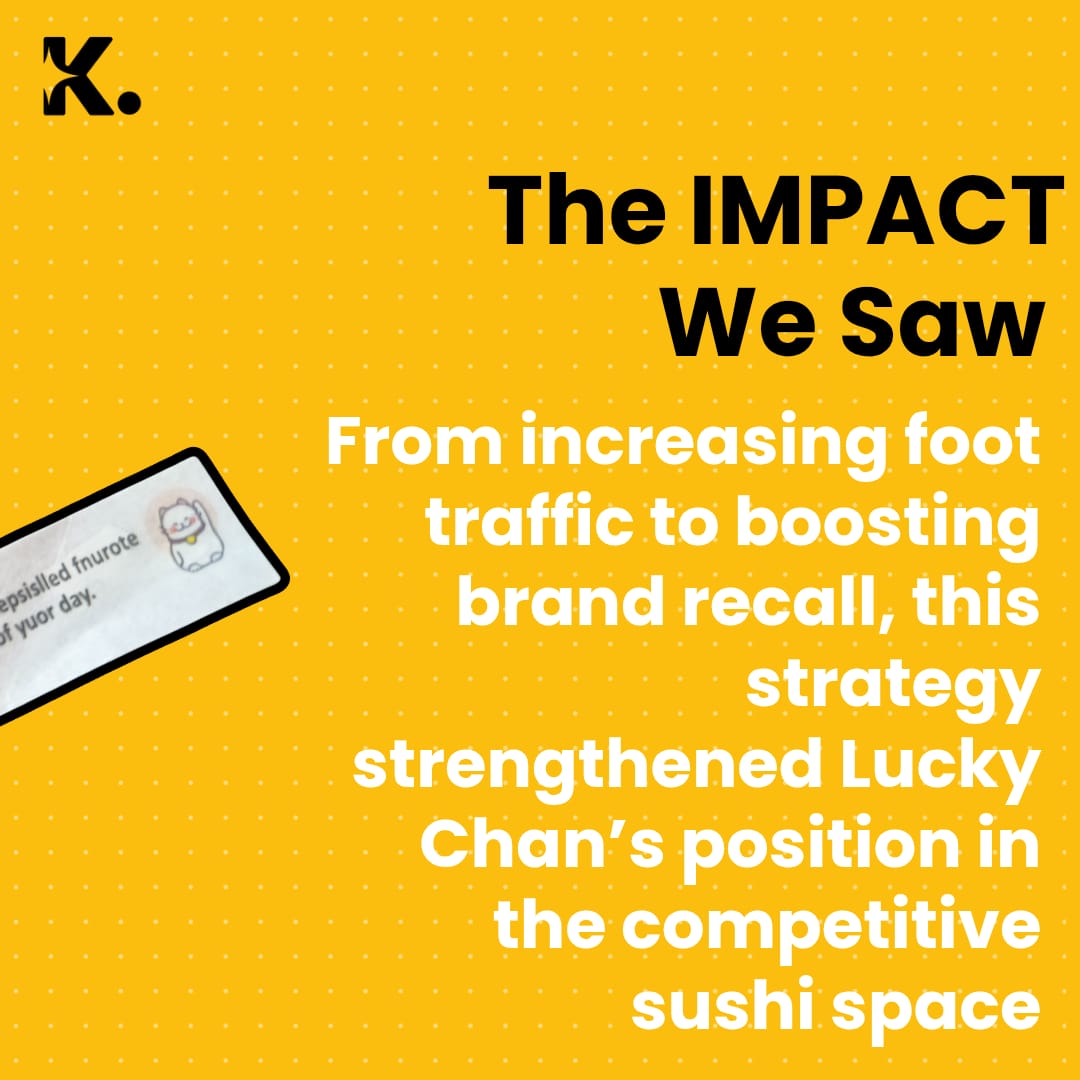 K.
The IMPACT
We Saw
From increasing foot
traffic to boosting
brand recall, this
strategy
strengthened Lucky
Chan’s position in
the competitive
sushi space
epsislled fnurote
of yuor day.